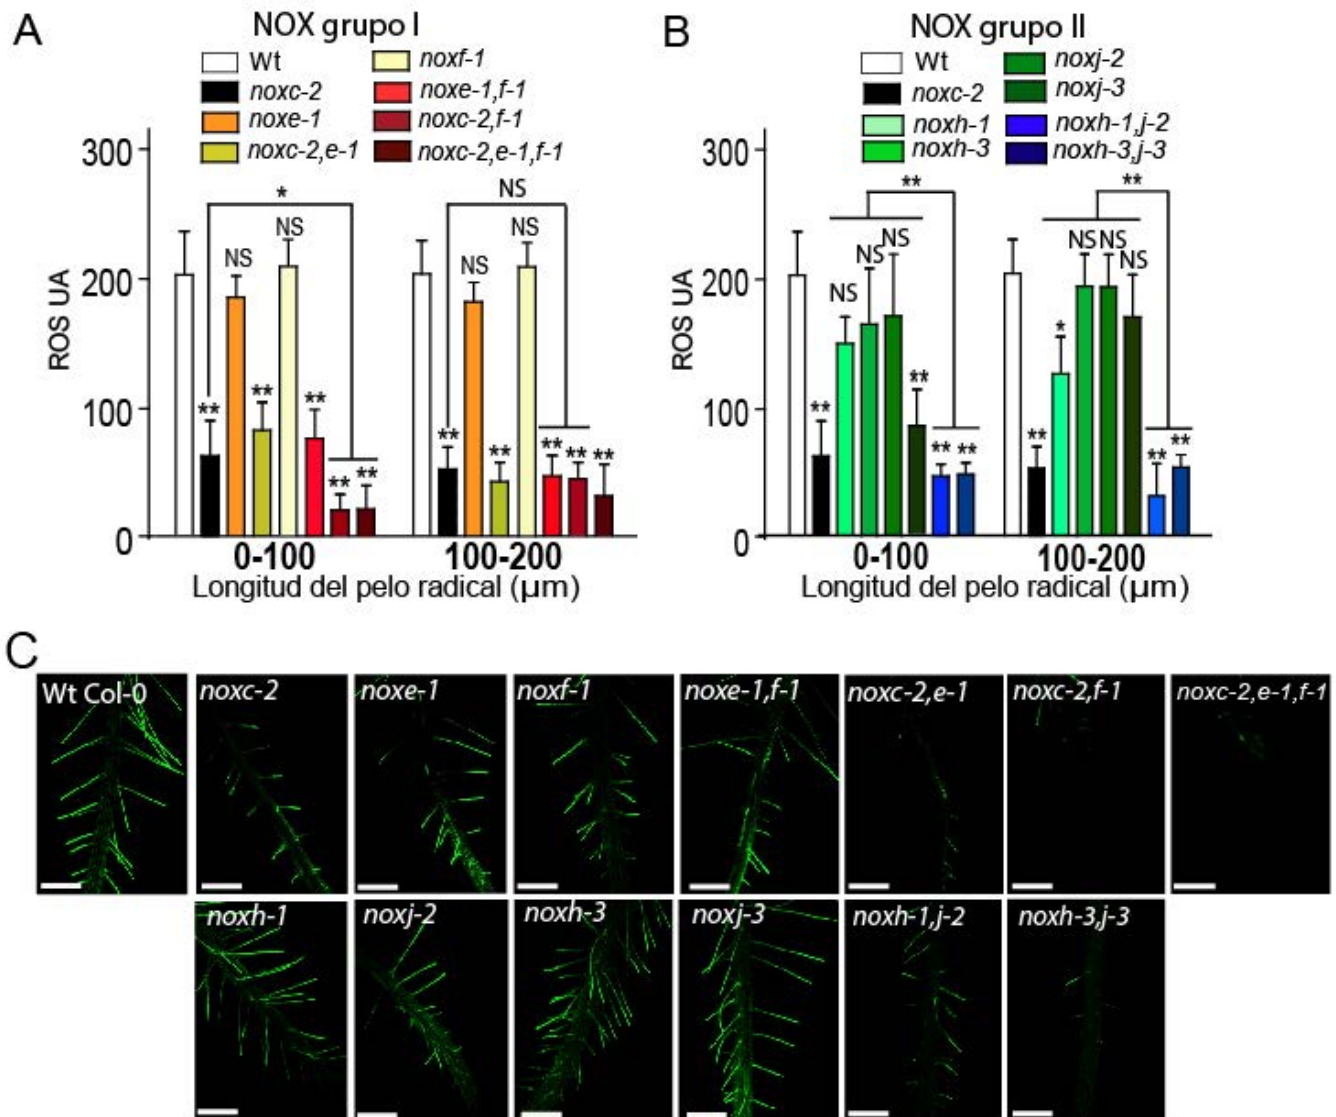 A
NOX grupo I
Wt
noxc-2
noxe-1
noxc-2,e-1
noxf-1
noxe-1,f-1
noxc-2,f-1
noxc-2,e-1,f-1
ROS UA
300
200
100
0
*
NS
** NS ** NS ** ** **
** NS ** NS ** ** **
0-100
100-200
Longitud del pelo radical (µm)
B
NOX grupo II
Wt
noxc-2
noxh-1
noxh-3
noxj-2
noxj-3
noxh-1,j-2
noxh-3,j-3
ROS UA
300
200
100
0
**
**
** NS NS NS ** ** **
** * NS NS NS ** **
0-100
100-200
Longitud del pelo radical (µm)
C
Wt Col-0
noxc-2
noxe-1
noxf-1
noxe-1,f-1
noxc-2,e-1
noxc-2,f-1
noxc-2,e-1,f-1
noxh-1
noxj-2
noxh-3
noxj-3
noxh-1,j-2
noxh-3,j-3